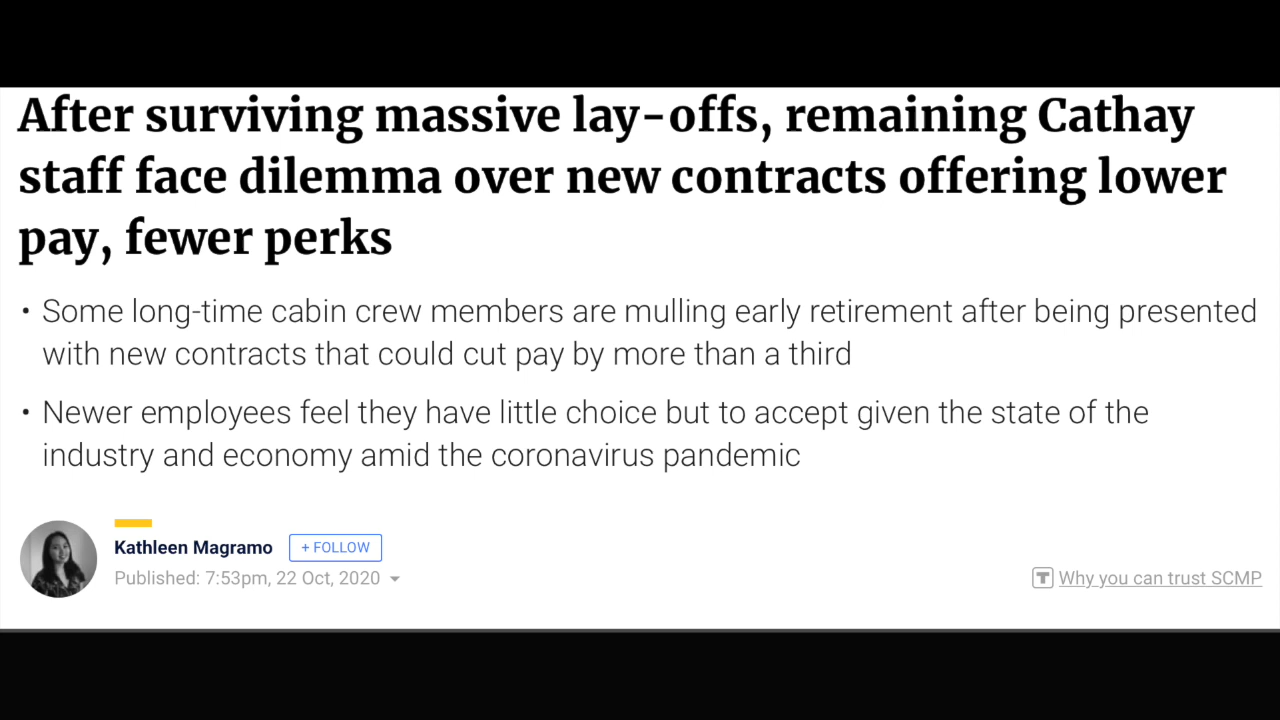 After surviving massive lay-offs, remaining Cathay
staff face dilemma over new contracts offering lower
pay, fewer perks
• Some long-time cabin crew members are mulling early retirement after being presented
with new contracts that could cut pay by more than a third
• Newer employees feel they have little choice but to accept given the state of the
industry and economy amid the coronavirus pandemic
Kathleen Magramo
+ FOLLOW
Published: 7:53pm, 22 Oct, 2020
T Why you can trust SCMP